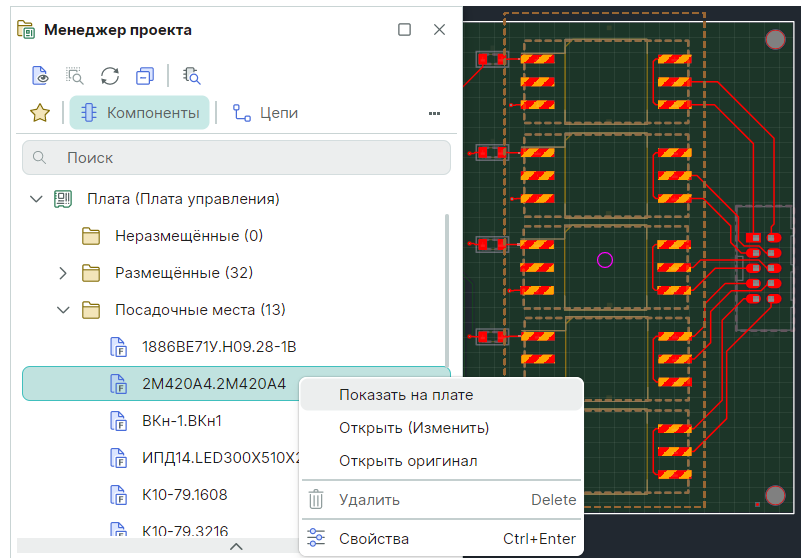 Менеджер проекта
Компоненты
Цепи
Поиск
Плата (Плата управления)
Неразмещённые (0)
Размещённые (32)
Посадочные места (13)
1886ВЕ71У.Н09.28-1В
2М420А4.2М420А4
Показать на плате
ВКн-1.ВКн1
Открыть (Изменить)
ИПД14.LED300X510X2
Открыть оригинал
К10-79.1608
Удалить Delete
К10-79.3216
Свойства Ctrl+Enter